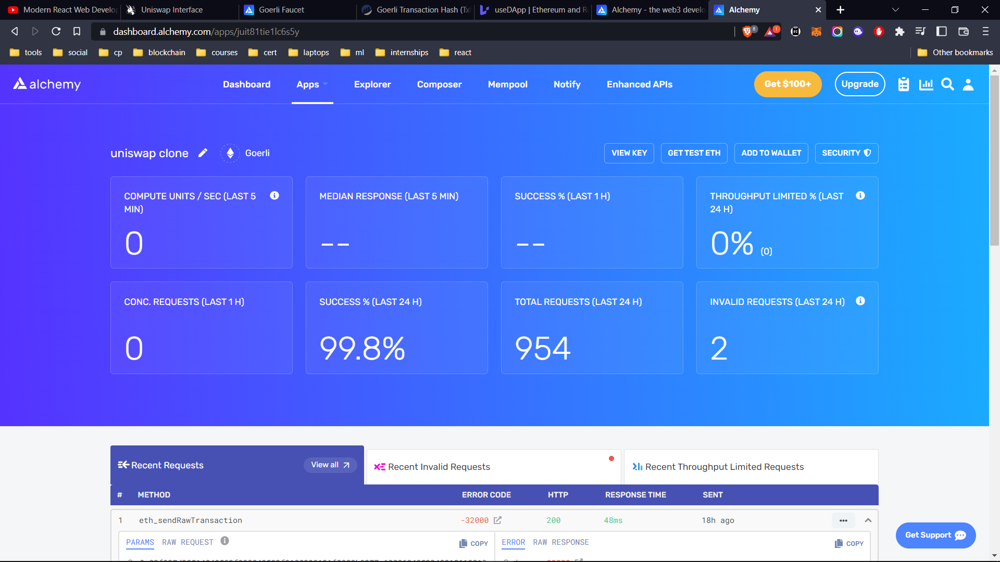 Modern React Web Develo
Uniswap Interface
Goerli Faucet
Goerli Transaction Hash (Tx
useDApp | Ethereum and R
Alchemy - the web3 develo
Alchemy
dashboard.alchemy.com/apps/juit81tie1lc6s5y
8
1
tools
social
cp
blockchain
courses
cert
laptops
ml
internships
react
Other bookmarks
alchemy
Dashboard
Apps
Explorer
Composer
Mempool
Notify
Enhanced APIs
Get $100+
Upgrade
uniswap clone
Goerli
VIEW KEY
GET TEST ETH
ADD TO WALLET
SECURITY
COMPUTE UNITS / SEC (LAST 5
MIN)
0
MEDIAN RESPONSE (LAST 5 MIN)
--
SUCCESS % (LAST 1 H)
--
THROUGHPUT LIMITED % (LAST
24 H)
0% (0)
CONC. REQUESTS (LAST 1 H)
0
SUCCESS % (LAST 24 H)
99.8%
TOTAL REQUESTS (LAST 24 H)
954
INVALID REQUESTS (LAST 24 H)
2
Recent Requests
View all
Recent Invalid Requests
Recent Throughput Limited Requests
# METHOD ERROR CODE HTTP RESPONSE TIME SENT
1 eth_sendRawTransaction -32000 200 48ms 18h ago
PARAMS RAW REQUEST COPY
ERROR RAW RESPONSE COPY
Get Support